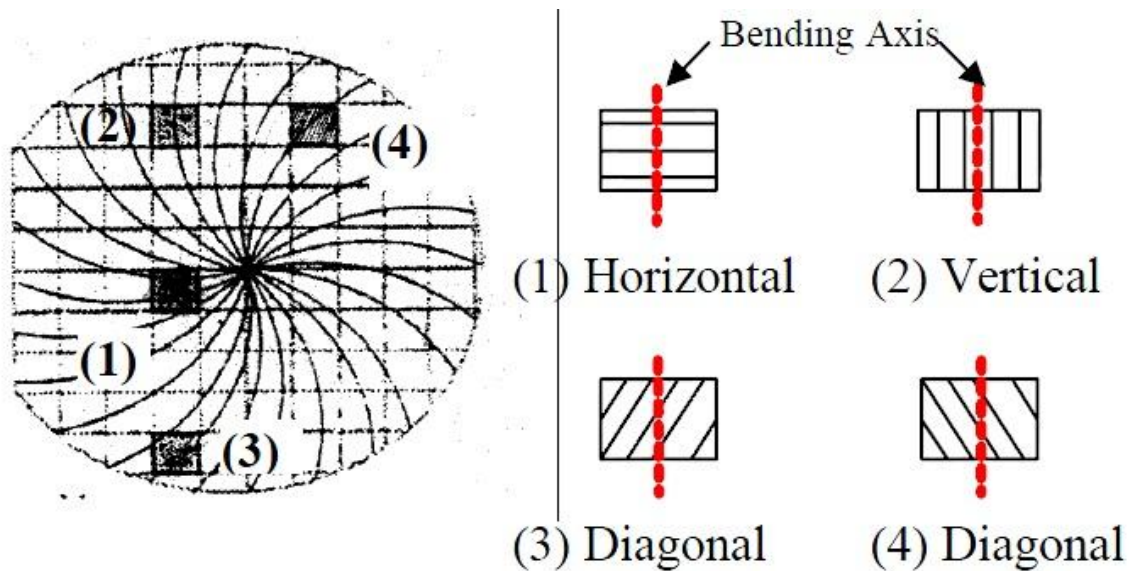 (2)
(4)
(1)
(3)
Bending Axis
(1) Horizontal
(2) Vertical
(3) Diagonal
(4) Diagonal